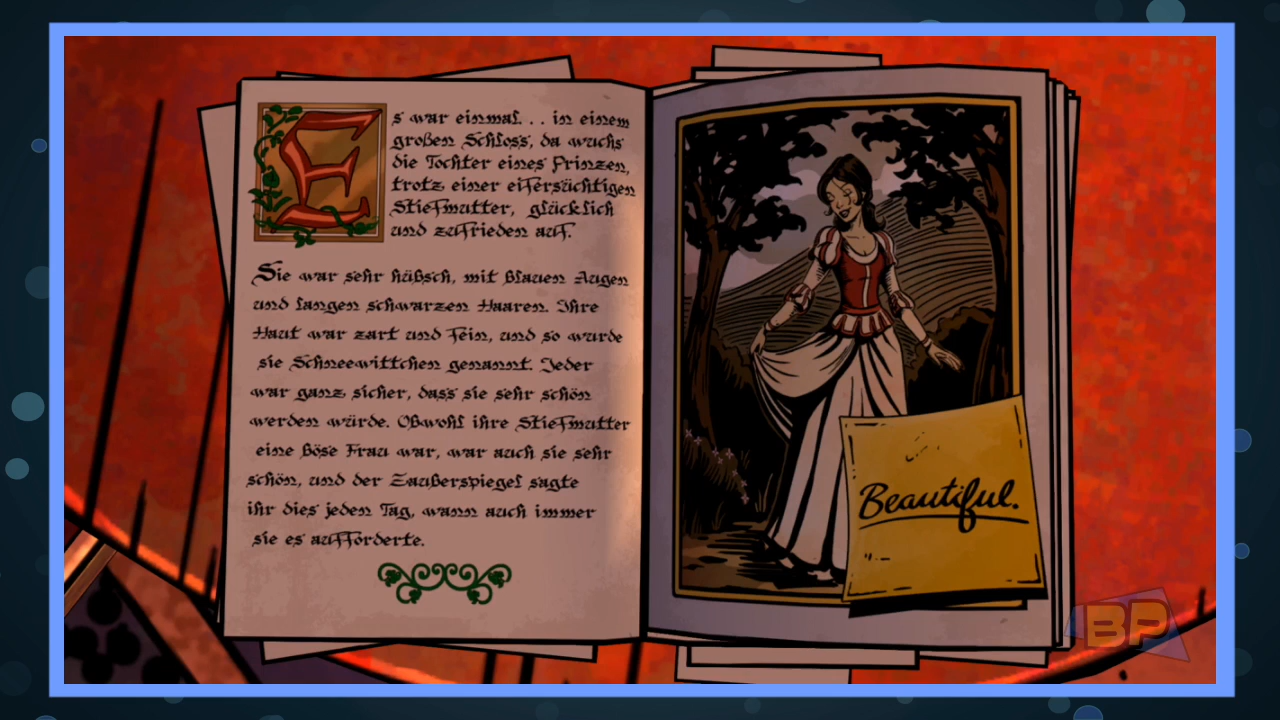 Es war einmal. . . in einem
großen Schloss, da wuchs
die Tochter eines Prinzen,
trotz einer eifersüchtigen
Stiefmutter, glücklich
und zufrieden auf.
Sie war sehr hübsch, mit blauen Augen
und langen schwarzen Haaren. Ihre
Haut war zart und fein, und so wurde
sie Schneewittchen genannt. Jeder
war ganz sicher, dass sie sehr schön
werden würde. Obwohl ihre Stiefmutter
eine böse Frau war, war auch sie sehr
schön, und der Zauberspiegel sagte
ihr dies jeden Tag, wann auch immer
sie es aufforderte.
Beautiful.
BP